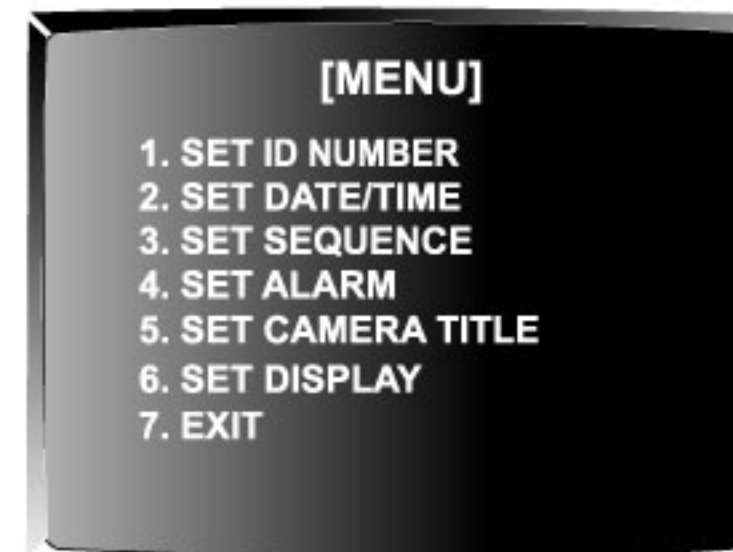 [MENU]
1. SET ID NUMBER
2. SET DATE/TIME
3. SET SEQUENCE
4. SET ALARM
5. SET CAMERA TITLE
6. SET DISPLAY
7. EXIT